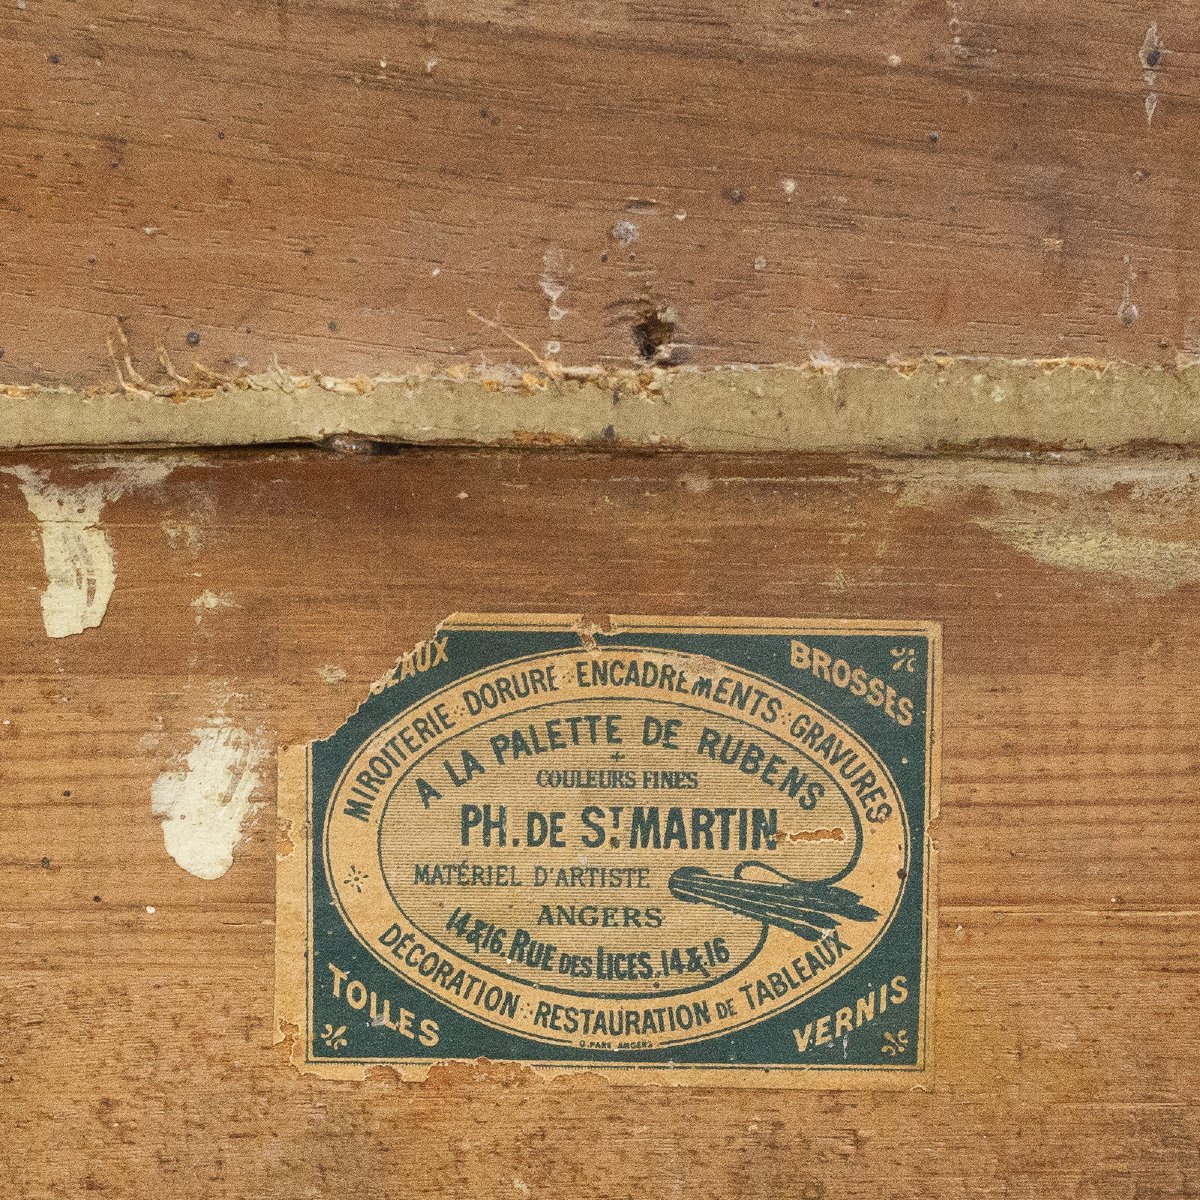 BROSSES
MIROITERIE DORURE ENCADREMENTS GRAVURES
A LA PALETTE DE RUBENS
COULEURS FINES
PH. DE ST MARTIN
MATÉRIEL D'ARTISTE
ANGERS
14 & 16. RUE DES LICES. 14 & 16
DÉCORATION RESTAURATION DE TABLEAUX
TOILES
VERNIS